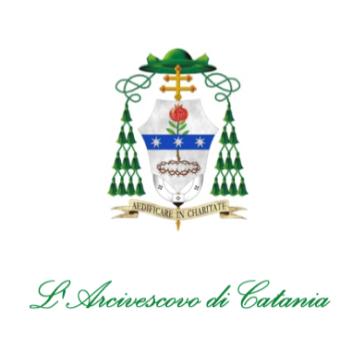 AEDIFICARE IN CHARITATE
L'Arcivescovo di Catania